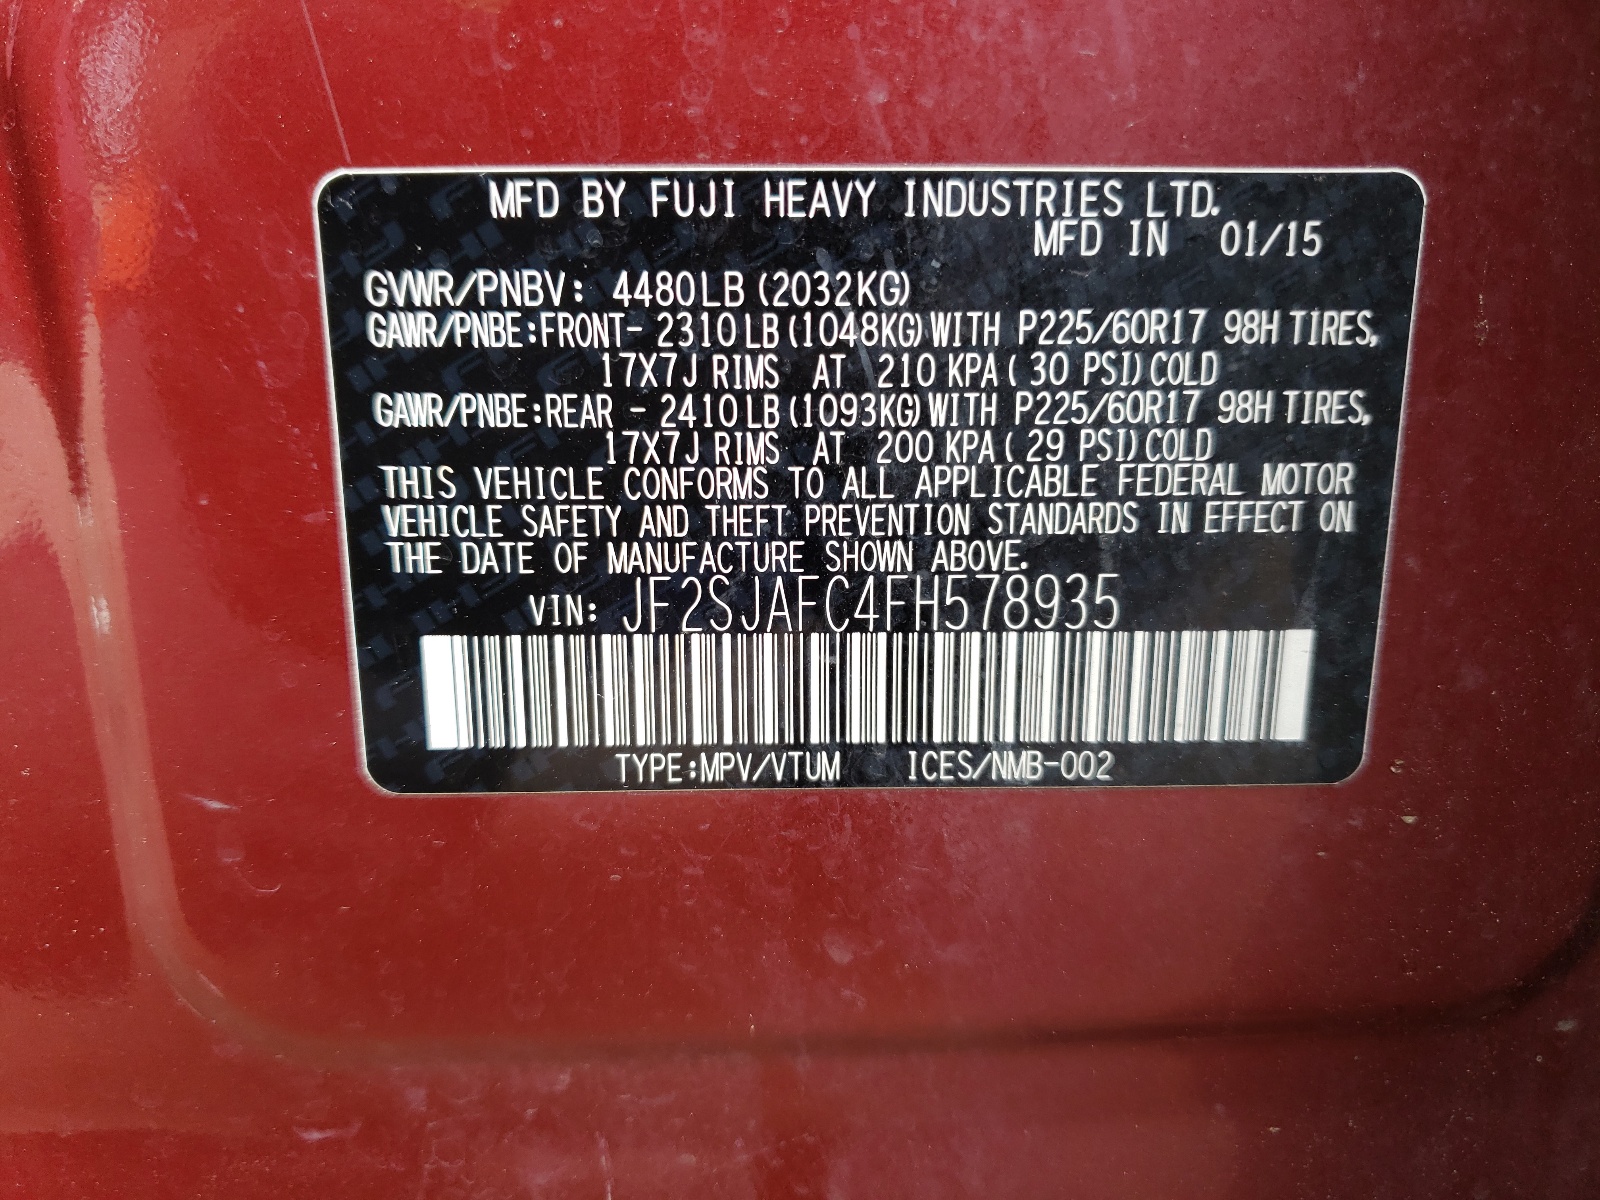 MFD BY FUJI HEAVY INDUSTRIES LTD.
MFD IN 01/15
GVWR/PNBV: 4480LB (2032KG)
GAWR/PNBE:FRONT- 2310LB (1048KG) WITH P225/60R17 98H TIRES,
17X7J RIMS AT 210 KPA ( 30 PSI) COLD
GAWR/PNBE:REAR - 2410LB (1093KG) WITH P225/60R17 98H TIRES,
17X7J RIMS AT 200 KPA ( 29 PSI) COLD
THIS VEHICLE CONFORMS TO ALL APPLICABLE FEDERAL MOTOR
VEHICLE SAFETY AND THEFT PREVENTION STANDARDS IN EFFECT ON
THE DATE OF MANUFACTURE SHOWN ABOVE.
VIN: JF2SJAFC4FH578935
TYPE:MPV/VTUM ICES/NMB-002